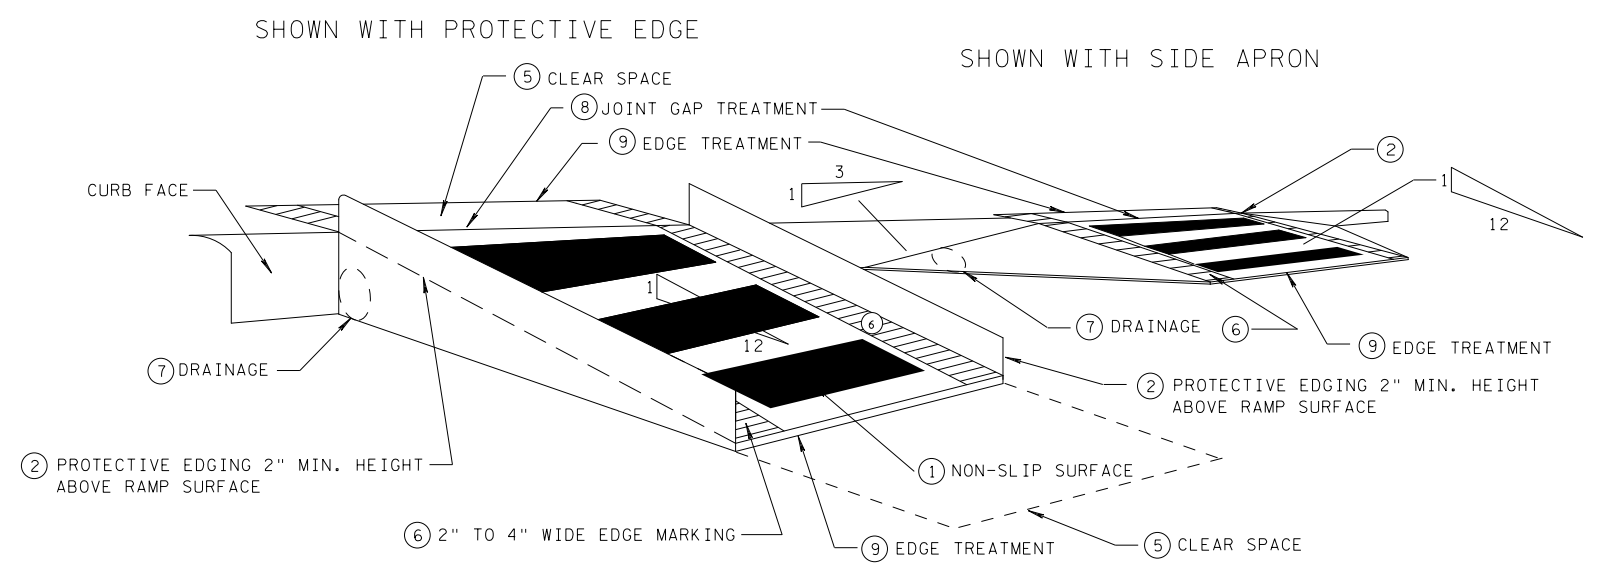 SHOWN WITH PROTECTIVE EDGE
SHOWN WITH SIDE APRON
5 CLEAR SPACE
8 JOINT GAP TREATMENT
9 EDGE TREATMENT
2
CURB FACE
3
1
1
12
1
12
6
7 DRAINAGE
6
9 EDGE TREATMENT
7 DRAINAGE
2 PROTECTIVE EDGING 2" MIN. HEIGHT
ABOVE RAMP SURFACE
2 PROTECTIVE EDGING 2" MIN. HEIGHT
ABOVE RAMP SURFACE
1 NON-SLIP SURFACE
6 2" TO 4" WIDE EDGE MARKING
9 EDGE TREATMENT
5 CLEAR SPACE